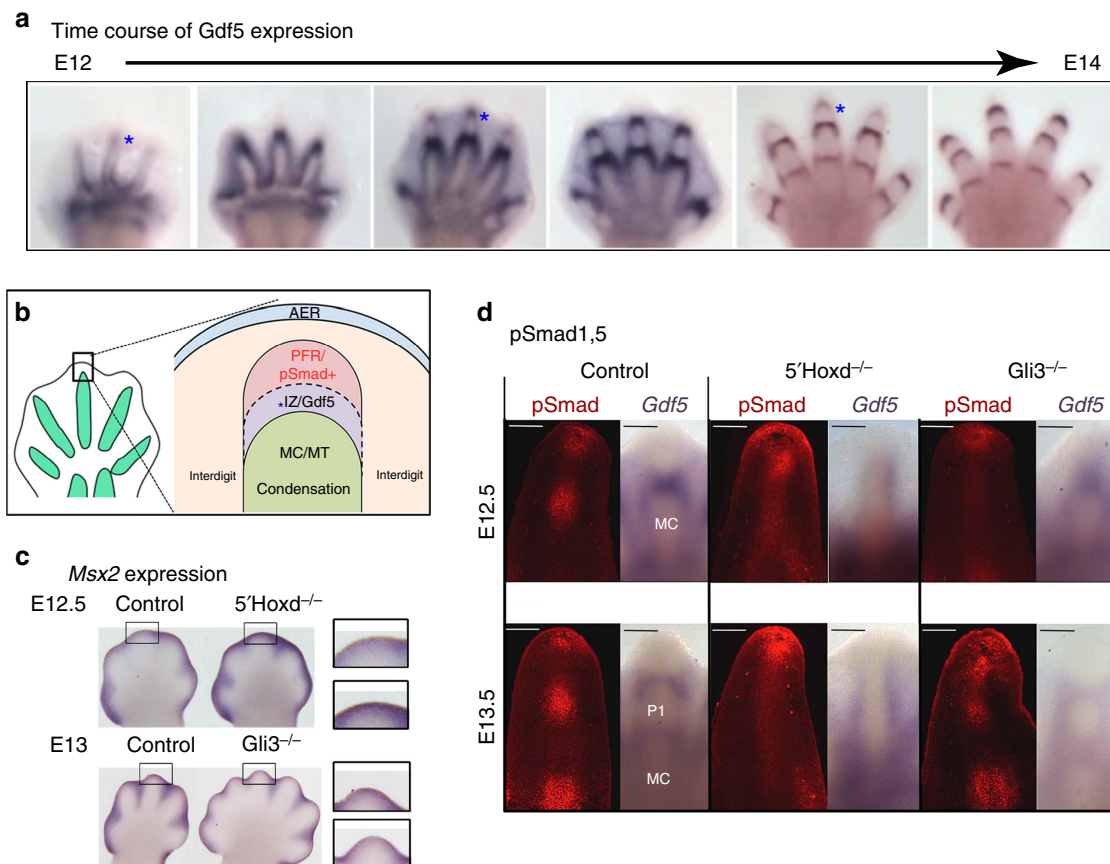 a
Time course of Gdf5 expression
E12
E14
*
*
*
b
AER
PFR/
pSmad+
*IZ/Gdf5
MC/MT
Interdigit
Interdigit
Condensation
c
Msx2 expression
E12.5
Control
5′Hoxd–/–
E13
Control
Gli3–/–
d
pSmad1,5
Control
5′Hoxd–/–
Gli3–/–
pSmad
Gdf5
pSmad
Gdf5
pSmad
Gdf5
E12.5
MC
E13.5
P1
MC